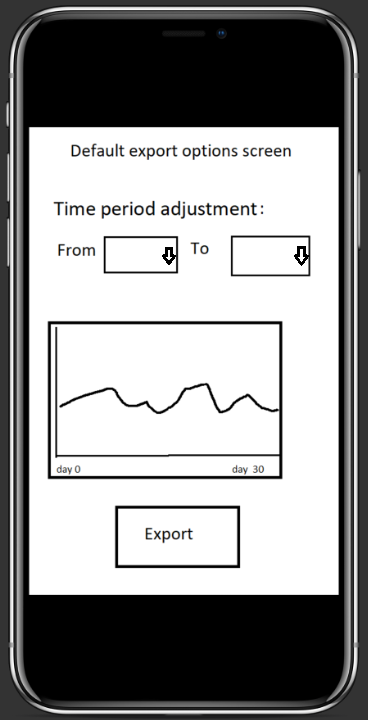 Default export options screen
Time period adjustment:
From To
day 0 day 30
Export